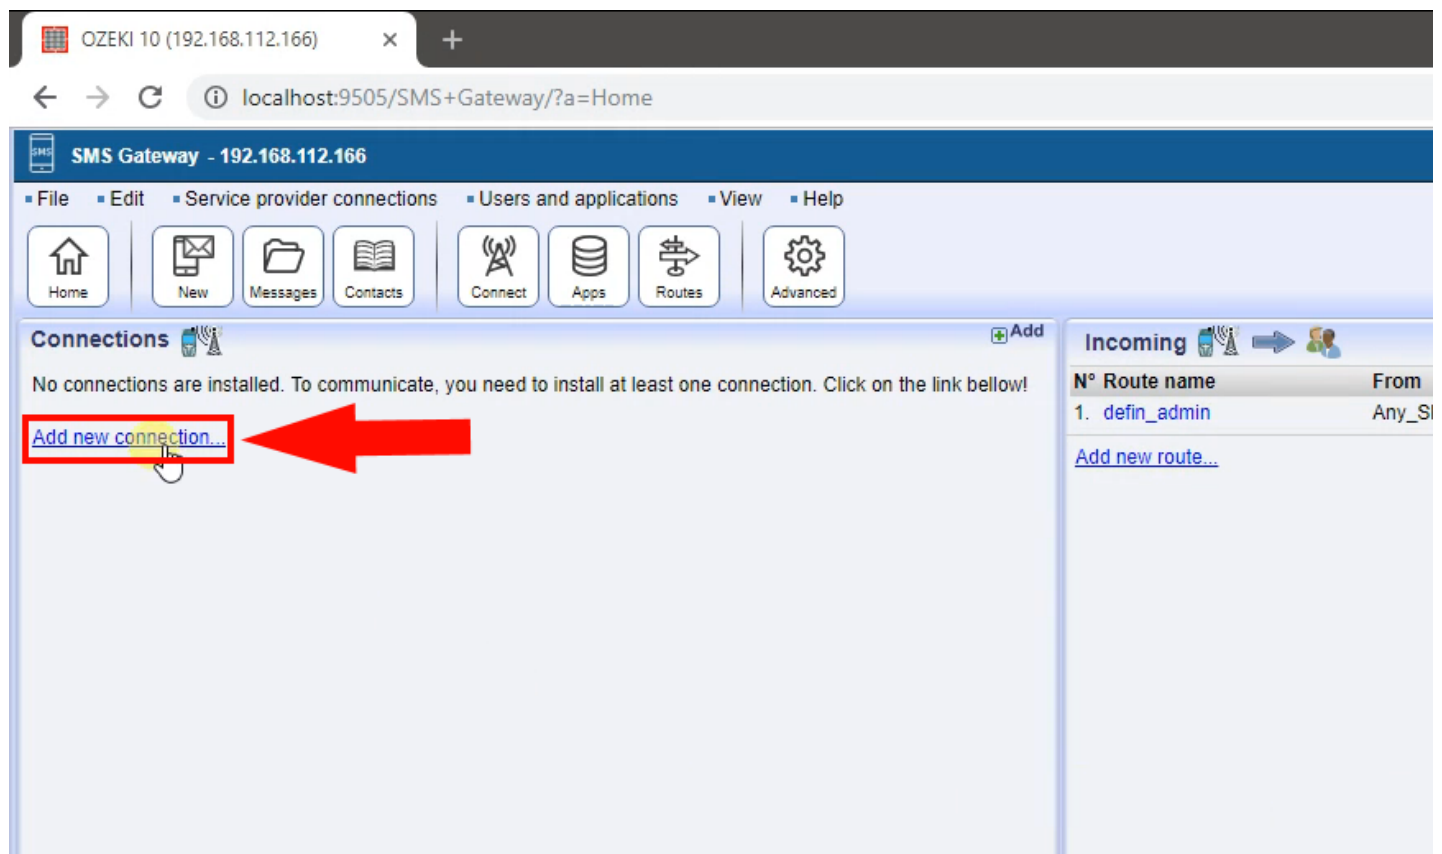 OZEKI 10 (192.168.112.166)
localhost:9505/SMS+Gateway/?a=Home
SMS
SMS Gateway - 192.168.112.166
File Edit Service provider connections Users and applications View Help
Home New Messages Contacts Connect Apps Routes Advanced
Connections Add
No connections are installed. To communicate, you need to install at least one connection. Click on the link bellow!
Add new connection...
Incoming
N° Route name From
1. defin_admin
Add new route...